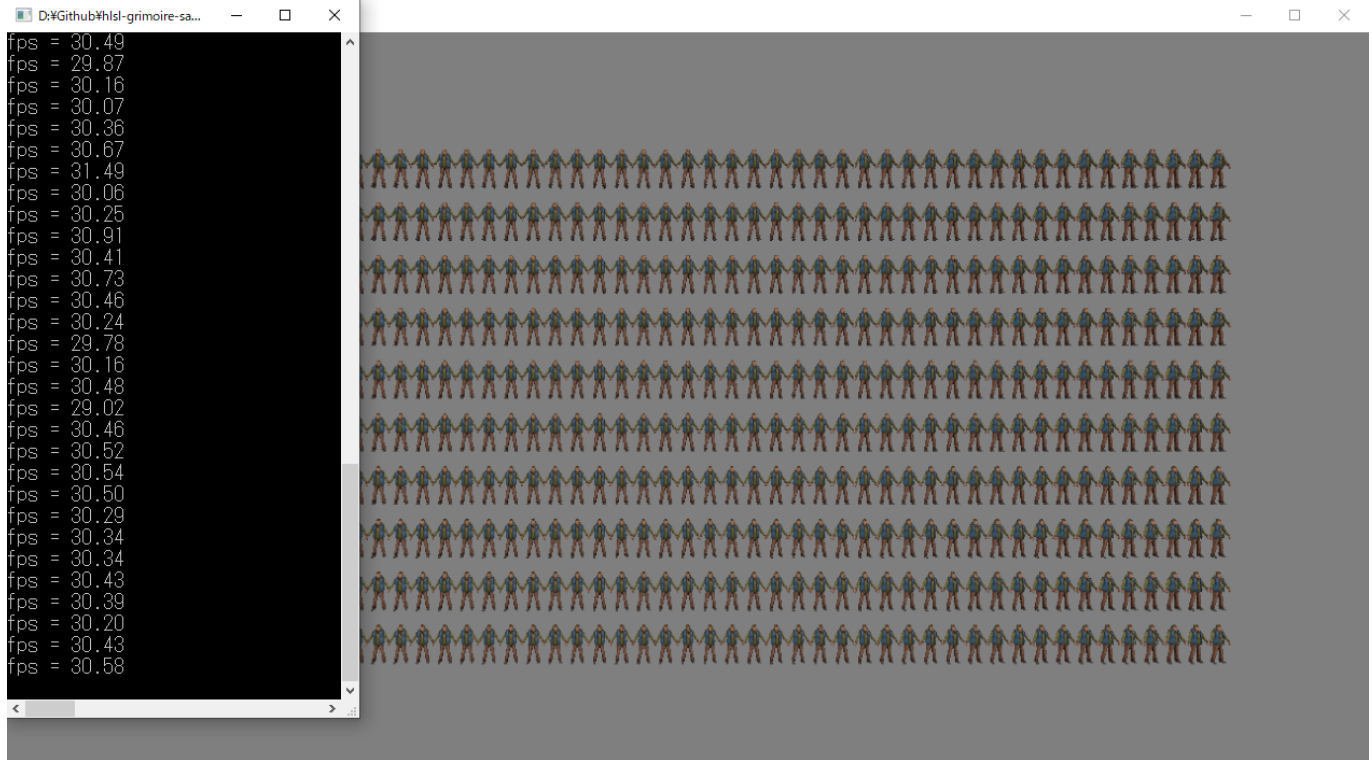 D:¥Github¥hlsl-grimoire-sa...
fps = 30.49
fps = 29.87
fps = 30.16
fps = 30.07
fps = 30.36
fps = 30.67
fps = 31.49
fps = 30.06
fps = 30.25
fps = 30.91
fps = 30.41
fps = 30.73
fps = 30.46
fps = 30.24
fps = 29.78
fps = 30.16
fps = 30.48
fps = 29.02
fps = 30.46
fps = 30.52
fps = 30.54
fps = 30.50
fps = 30.29
fps = 30.34
fps = 30.34
fps = 30.43
fps = 30.39
fps = 30.20
fps = 30.43
fps = 30.58